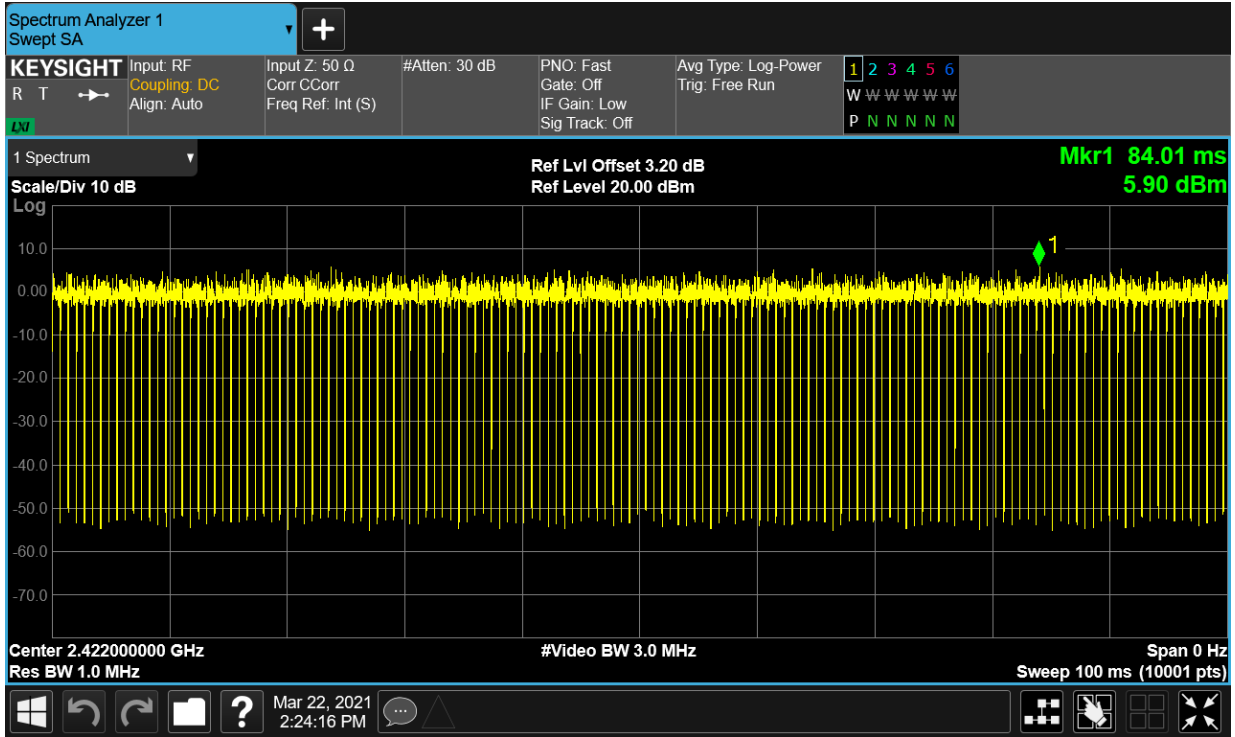 Spectrum Analyzer 1
Swept SA
+
KEYSIGHT
R T
LXI
Input: RF
Coupling: DC
Align: Auto
Input Z: 50 Ω
Corr CCorr
Freq Ref: Int (S)
#Atten: 30 dB
PNO: Fast
Gate: Off
IF Gain: Low
Sig Track: Off
Avg Type: Log-Power
Trig: Free Run
1 2 3 4 5 6
W W W W W W
P N N N N N
1 Spectrum
Scale/Div 10 dB
Log
Ref Lvl Offset 3.20 dB
Ref Level 20.00 dBm
Mkr1 84.01 ms
5.90 dBm
1
10.0
0.00
-10.0
-20.0
-30.0
-40.0
-50.0
-60.0
-70.0
Center 2.422000000 GHz
Res BW 1.0 MHz
#Video BW 3.0 MHz
Span 0 Hz
Sweep 100 ms (10001 pts)
?
Mar 22, 2021
2:24:16 PM